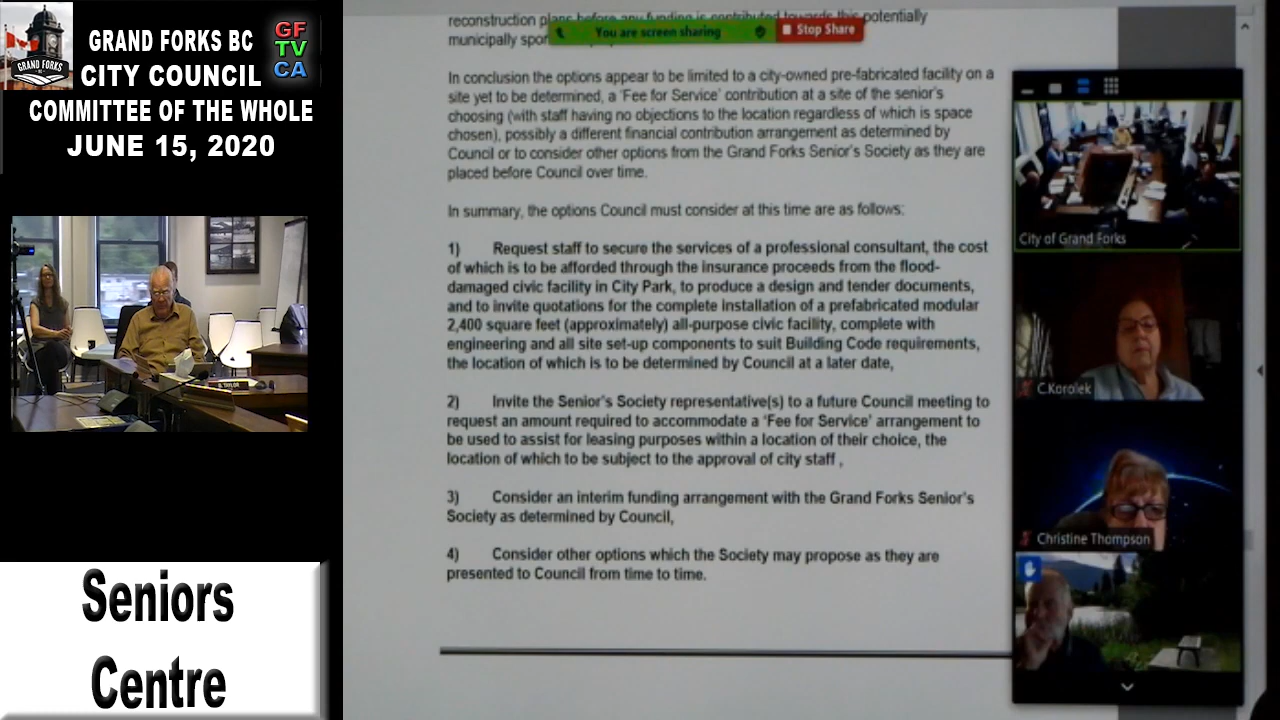 GRAND FORKS BC
CITY COUNCIL
COMMITTEE OF THE WHOLE
JUNE 15, 2020
GF
TV
CA
GRAND FORKS
G. TAYLOR
Seniors
Centre
reconstruction plans before any funding is contributed towards this potentially
municipally
You are screen sharing
Stop Share
In conclusion the options appear to be limited to a city-owned pre-fabricated facility on a
site yet to be determined, a 'Fee for Service' contribution at a site of the senior's
choosing (with staff having no objections to the location regardless of which is space
chosen), possibly a different financial contribution arrangement as determined by
Council or to consider other options from the Grand Forks Senior's Society as they are
placed before Council over time.
In summary, the options Council must consider at this time are as follows:
1) Request staff to secure the services of a professional consultant, the cost
of which is to be afforded through the insurance proceeds from the flood-
damaged civic facility in City Park, to produce a design and tender documents,
and to invite quotations for the complete installation of a prefabricated modular
2,400 square feet (approximately) all-purpose civic facility, complete with
engineering and all site set-up components to suit Building Code requirements,
the location of which is to be determined by Council at a later date,
2) Invite the Senior's Society representative(s) to a future Council meeting to
request an amount required to accommodate a 'Fee for Service' arrangement to
be used to assist for leasing purposes within a location of their choice, the
location of which to be subject to the approval of city staff ,
3) Consider an interim funding arrangement with the Grand Forks Senior's
Society as determined by Council,
4) Consider other options which the Society may propose as they are
presented to Council from time to time.
City of Grand Forks
C.Korolek
Christine Thompson